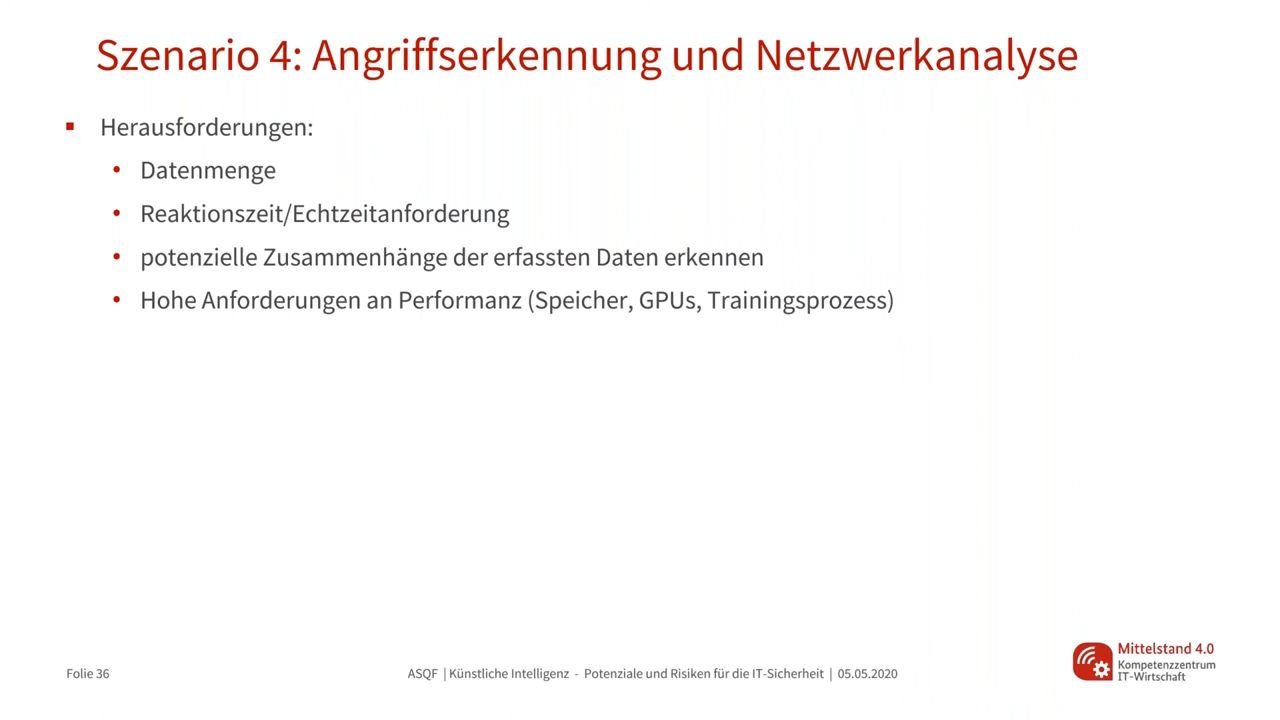 Szenario 4: Angriffserkennung und Netzwerkanalyse
Herausforderungen:
Datenmenge
Reaktionszeit/Echtzeitanforderung
potenzielle Zusammenhänge der erfassten Daten erkennen
Hohe Anforderungen an Performanz (Speicher, GPUs, Trainingsprozess)
Folie 36
ASQF | Künstliche Intelligenz - Potenziale und Risiken für die IT-Sicherheit | 05.05.2020
Mittelstand 4.0
Kompetenzzentrum
IT-Wirtschaft